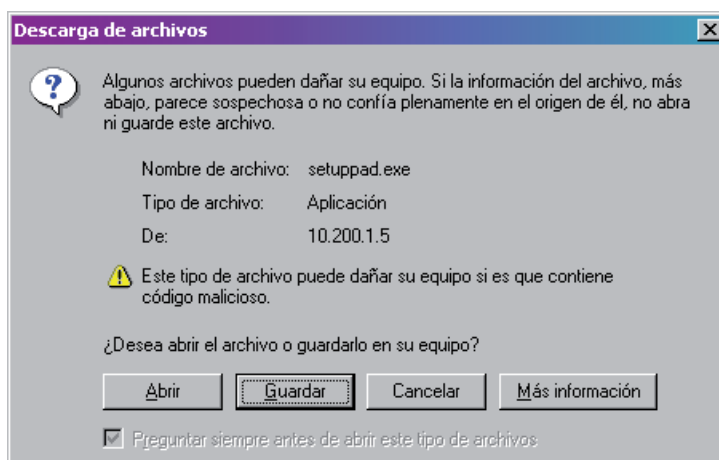 Descarga de archivos
Algunos archivos pueden dañar su equipo. Si la información del archivo, más
abajo, parece sospechosa o no confía plenamente en el origen de él, no abra
ni guarde este archivo.
Nombre de archivo: setuppad.exe
Tipo de archivo: Aplicación
De: 10.200.1.5
Este tipo de archivo puede dañar su equipo si es que contiene
código malicioso.
¿Desea abrir el archivo o guardarlo en su equipo?
Abrir Guardar Cancelar Más información
Preguntar siempre antes de abrir este tipo de archivos